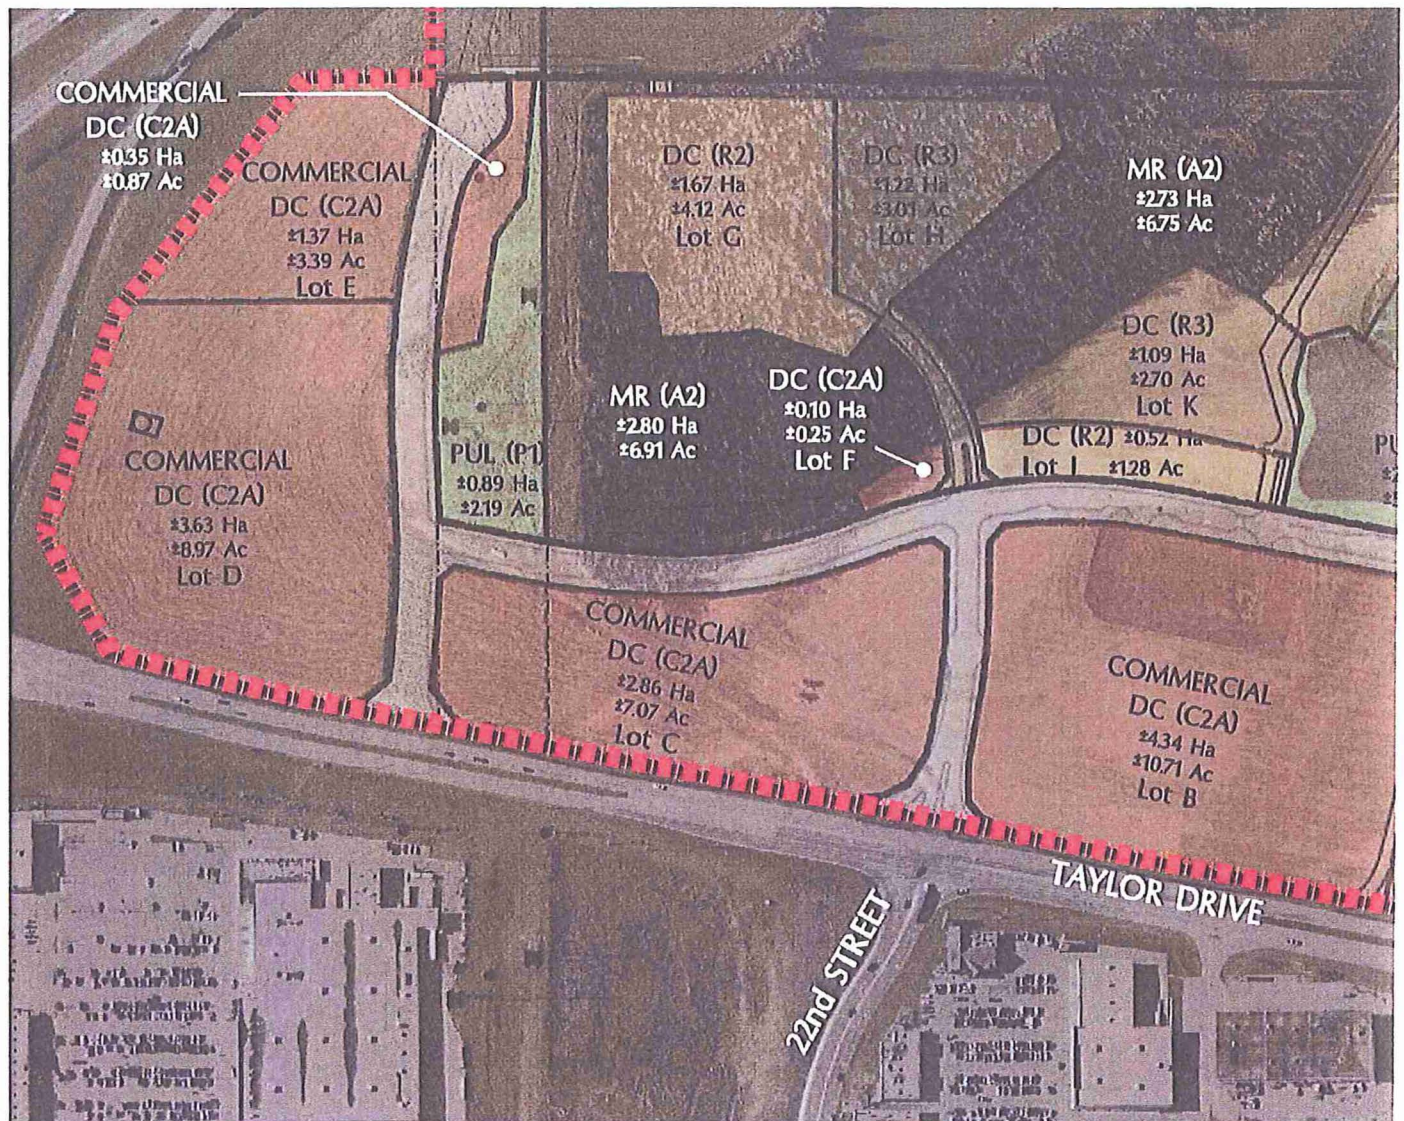 COMMERCIAL
DC (C2A)
±0.35 Ha
±0.87 Ac
COMMERCIAL
DC (C2A)
±1.37 Ha
±3.39 Ac
Lot E
DC (R2)
±1.67 Ha
±4.12 Ac
Lot G
DC (R3)
±1.22 Ha
±3.01 Ac
Lot H
MR (A2)
±2.73 Ha
±6.75 Ac
DC (R3)
±1.09 Ha
±2.70 Ac
Lot K
MR (A2)
±2.80 Ha
±6.91 Ac
DC (C2A)
±0.10 Ha
±0.25 Ac
Lot F
DC (R2) ±0.52 Ha
±1.28 Ac
PUL (P1)
±0.89 Ha
±2.19 Ac
COMMERCIAL
DC (C2A)
±3.63 Ha
±8.97 Ac
Lot D
COMMERCIAL
DC (C2A)
±2.86 Ha
±7.07 Ac
Lot C
COMMERCIAL
DC (C2A)
±4.34 Ha
±10.71 Ac
Lot B
TAYLOR DRIVE
22nd STREET